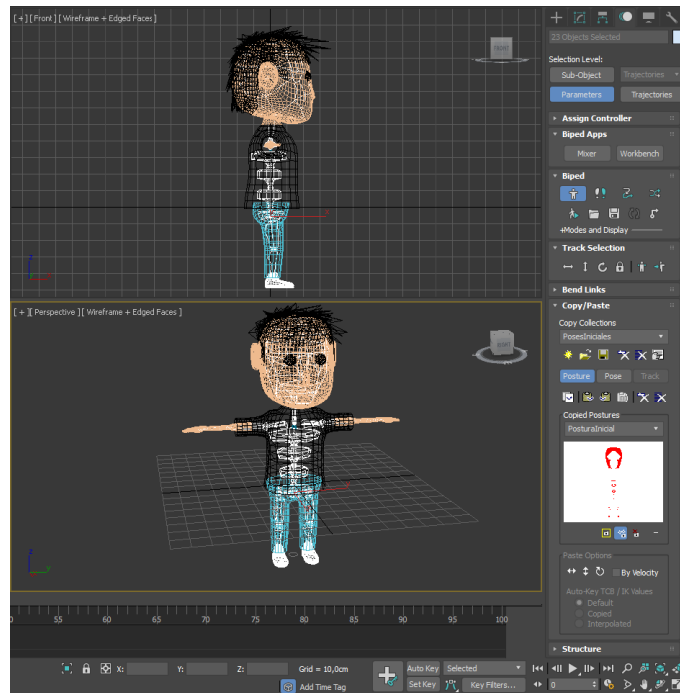 [ + ] [ Front ] [ Wireframe + Edged Faces ]
FRONT
23 Objects Selected
Selection Level:
Sub-Object
Trajectories
Parameters
Trajectories
Assign Controller
Biped Apps
Mixer
Workbench
Biped
+Modes and Display
Track Selection
Bend Links
Copy/Paste
Copy Collections
PosesIniciales
Posture
Pose
Track
Copied Postures
PosturaInicial
Paste Options
By Velocity
Auto-Key TCB / IK Values
Default
Copied
Interpolated
Structure
[ + ] [ Perspective ] [ Wireframe + Edged Faces ]
z
x
z
y
55 60 65 70 75 80 85 90 95 100
X:
Y:
Z:
Grid = 10,0cm
Add Time Tag
Auto Key
Selected
Set Key
Key Filters...
0